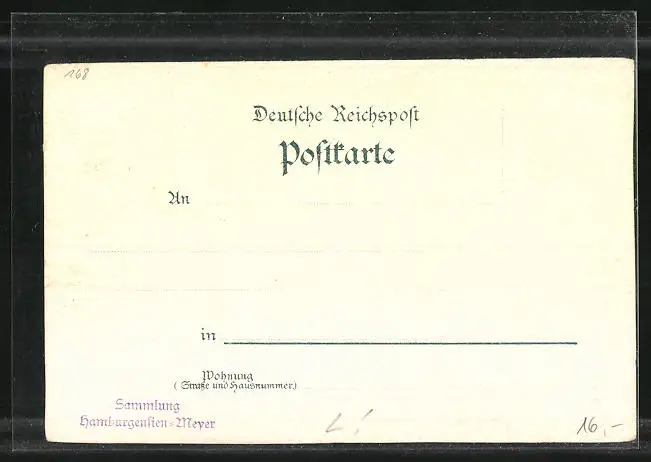 168
Deutſche Reichspoſt
Poſtkarte
An
in
Wohnung
(Straße und Hausnummer)
Sammlung
Hamburgenſien=Meyer
L!
16,-